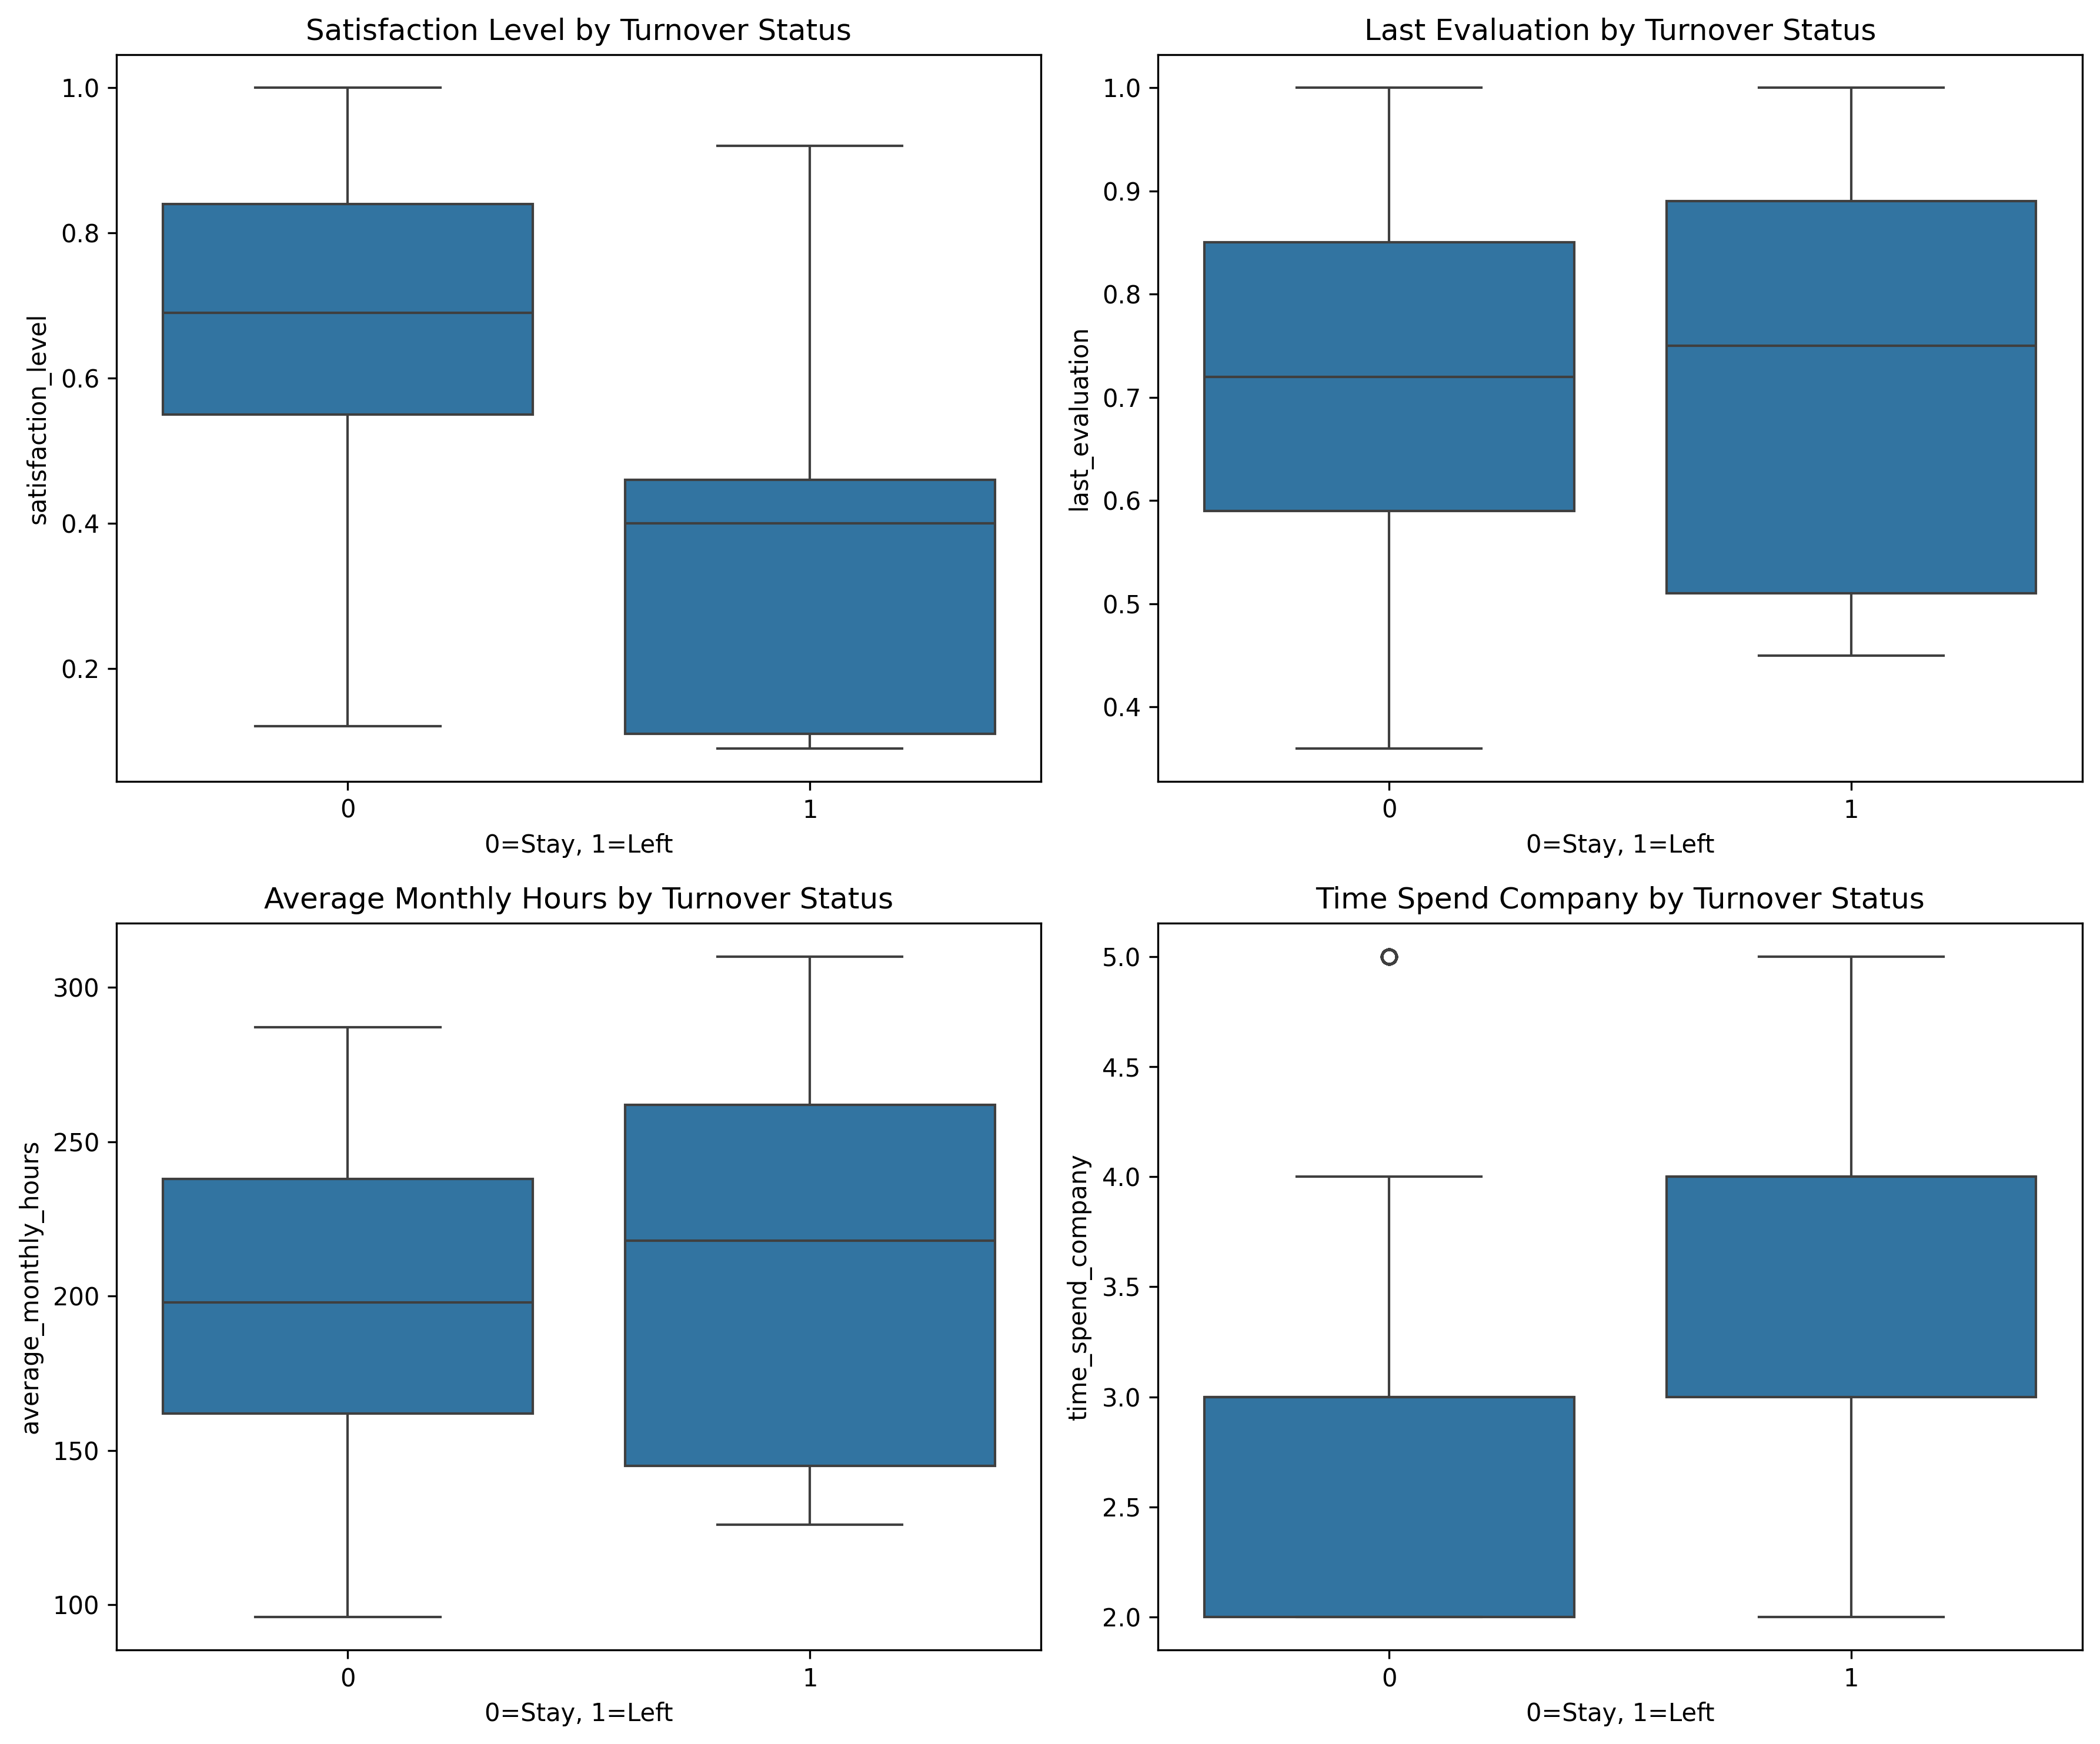 Satisfaction Level by Turnover Status
satisfaction_level
1.0
0.8
0.6
0.4
0.2
0
1
0=Stay, 1=Left
Last Evaluation by Turnover Status
last_evaluation
1.0
0.9
0.8
0.7
0.6
0.5
0.4
0
1
0=Stay, 1=Left
Average Monthly Hours by Turnover Status
average_monthly_hours
300
250
200
150
100
0
1
0=Stay, 1=Left
Time Spend Company by Turnover Status
time_spend_company
5.0
4.5
4.0
3.5
3.0
2.5
2.0
0
1
0=Stay, 1=Left